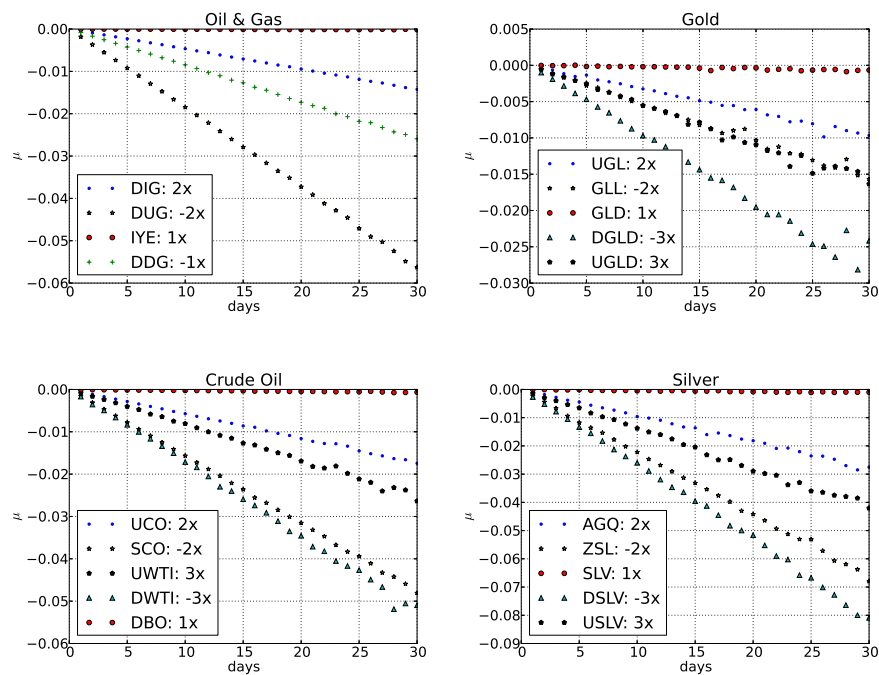 Oil & Gas
0.00
−0.01
−0.02
−0.03
−0.04
−0.05
−0.06
μ
DIG: 2x
DUG: -2x
IYE: 1x
DDG: -1x
0 5 10 15 20 25 30
days
Gold
0.005
0.000
−0.005
−0.010
−0.015
−0.020
−0.025
−0.030
μ
UGL: 2x
GLL: -2x
GLD: 1x
DGLD: -3x
UGLD: 3x
0 5 10 15 20 25 30
days
Crude Oil
0.00
−0.01
−0.02
−0.03
−0.04
−0.05
−0.06
μ
UCO: 2x
SCO: -2x
UWTI: 3x
DWTI: -3x
DBO: 1x
0 5 10 15 20 25 30
days
Silver
0.00
−0.01
−0.02
−0.03
−0.04
−0.05
−0.06
−0.07
−0.08
−0.09
μ
AGQ: 2x
ZSL: -2x
SLV: 1x
DSLV: -3x
USLV: 3x
0 5 10 15 20 25 30
days